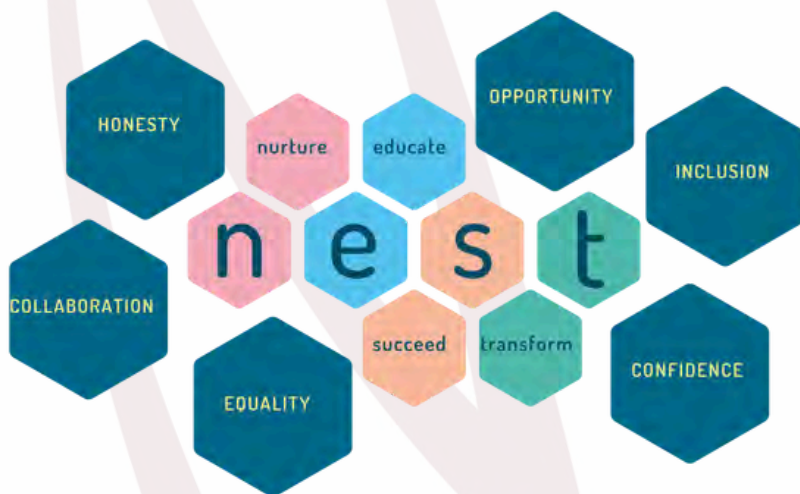 OPPORTUNITY
HONESTY
nurture
educate
INCLUSION
n e s t
COLLABORATION
succeed
transform
CONFIDENCE
EQUALITY